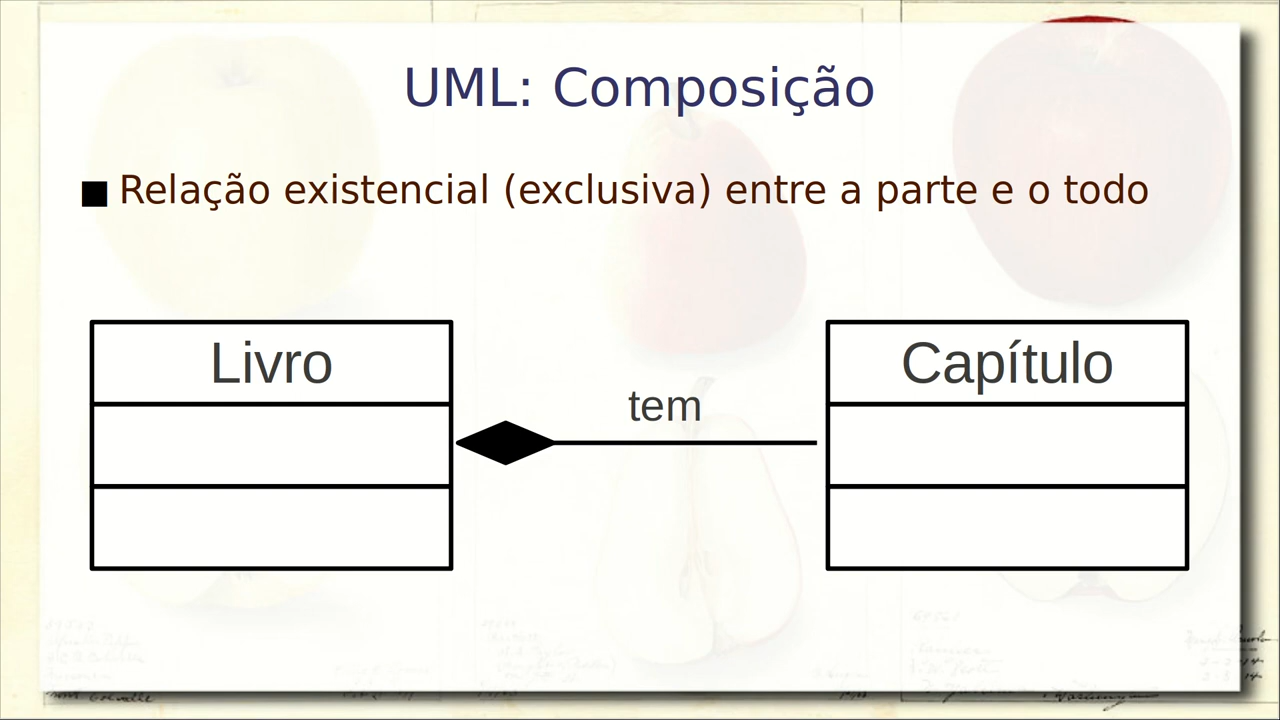 UML: Composição
Relação existencial (exclusiva) entre a parte e o todo
Livro
Capítulo
tem